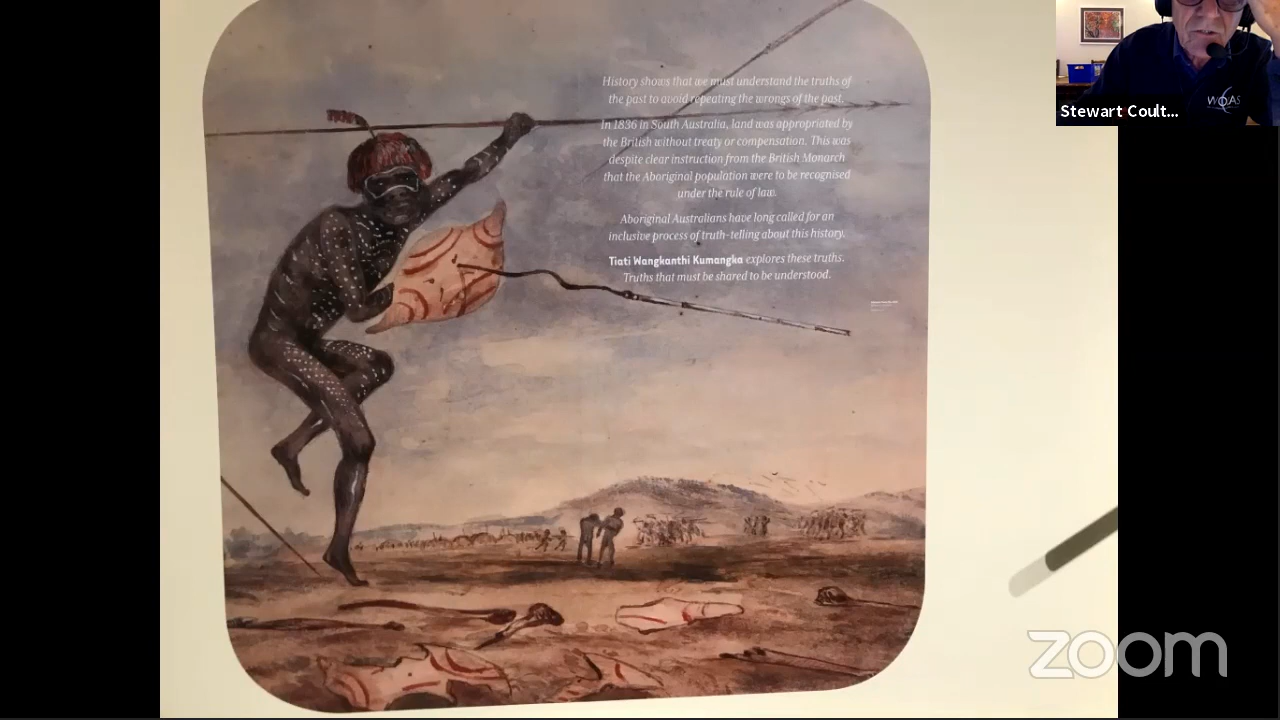 History shows that we must understand the truths of
the past to avoid repeating the wrongs of the past.
In 1836 in South Australia, land was appropriated by
the British without treaty or compensation. This was
despite clear instruction from the British Monarch
that the Aboriginal population were to be recognised
under the rule of law.
Aboriginal Australians have long called for an
inclusive process of truth-telling about this history.
Tiati Wangkanthi Kumangka explores these truths.
Truths that must be shared to be understood.
Stewart Coult...
zoom